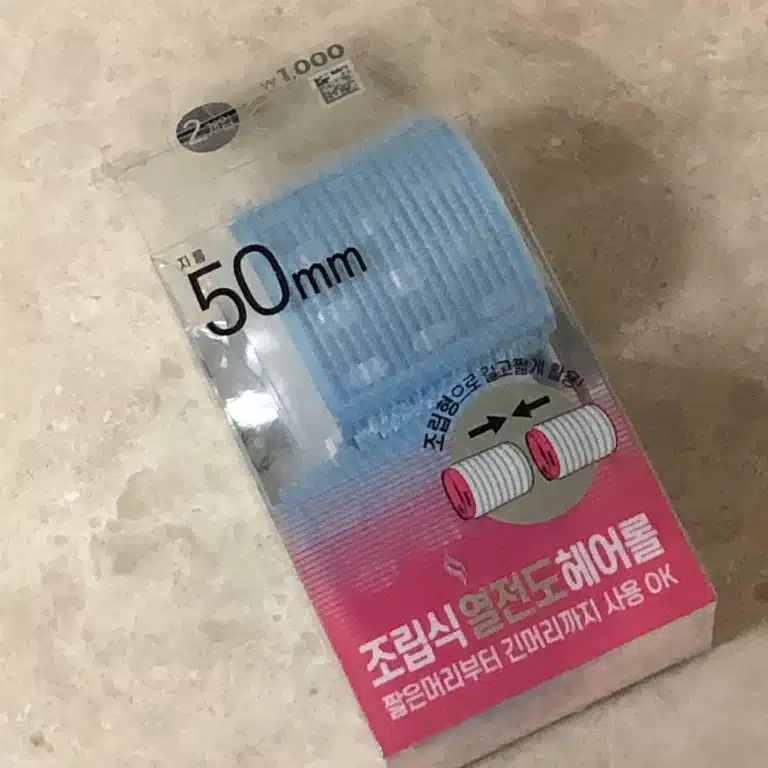 ₩1,000
2개입
지름
50mm
조립형으로 길고짧게 활용!
조립식 열전도헤어롤
짧은머리부터 긴머리까지 사용 OK